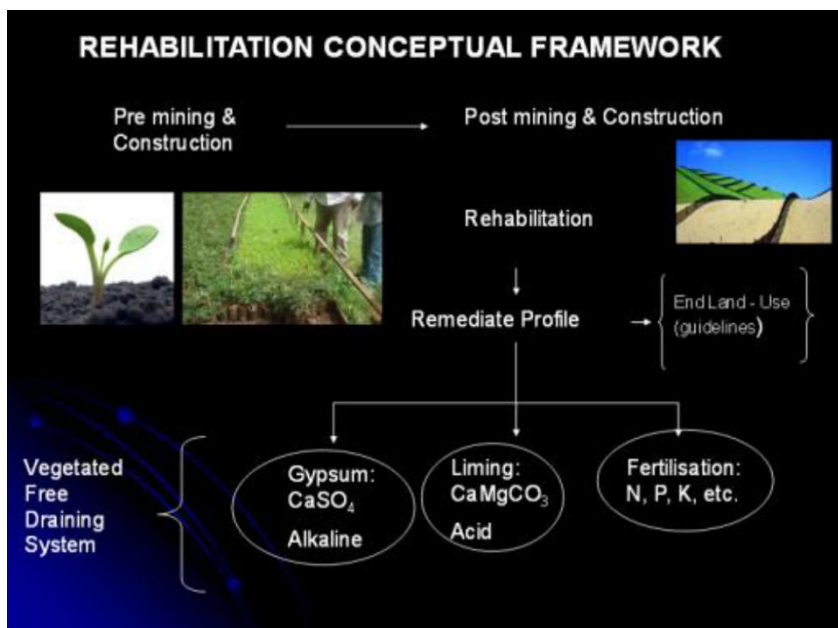 REHABILITATION CONCEPTUAL FRAMEWORK
Pre mining &
Construction
Post mining & Construction
Rehabilitation
Remediate Profile
End Land - Use
(guidelines)
Vegetated
Free
Draining
System
Gypsum:
CaSO₄
Alkaline
Liming:
CaMgCO₃
Acid
Fertilisation:
N, P, K, etc.